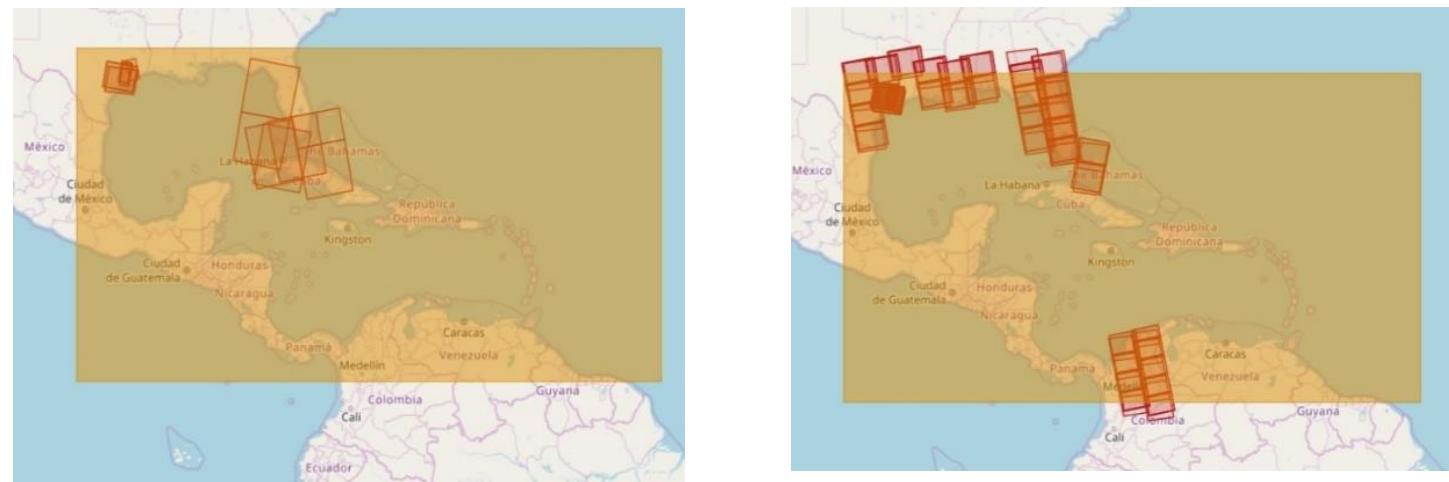 México
Ciudad
de México
La Habana
The Bahamas
Cuba
República
Dominicana
Kingston
Ciudad
de Guatemala
Honduras
Nicaragua
Panamá
Caracas
Venezuela
Medellín
Colombia
Cali
Guyana
Ecuador
México
Ciudad
de México
La Habana
The Bahamas
Cuba
República
Dominicana
Kingston
Ciudad
de Guatemala
Honduras
Nicaragua
Panamá
Caracas
Venezuela
Colombia
Cali
Guyana